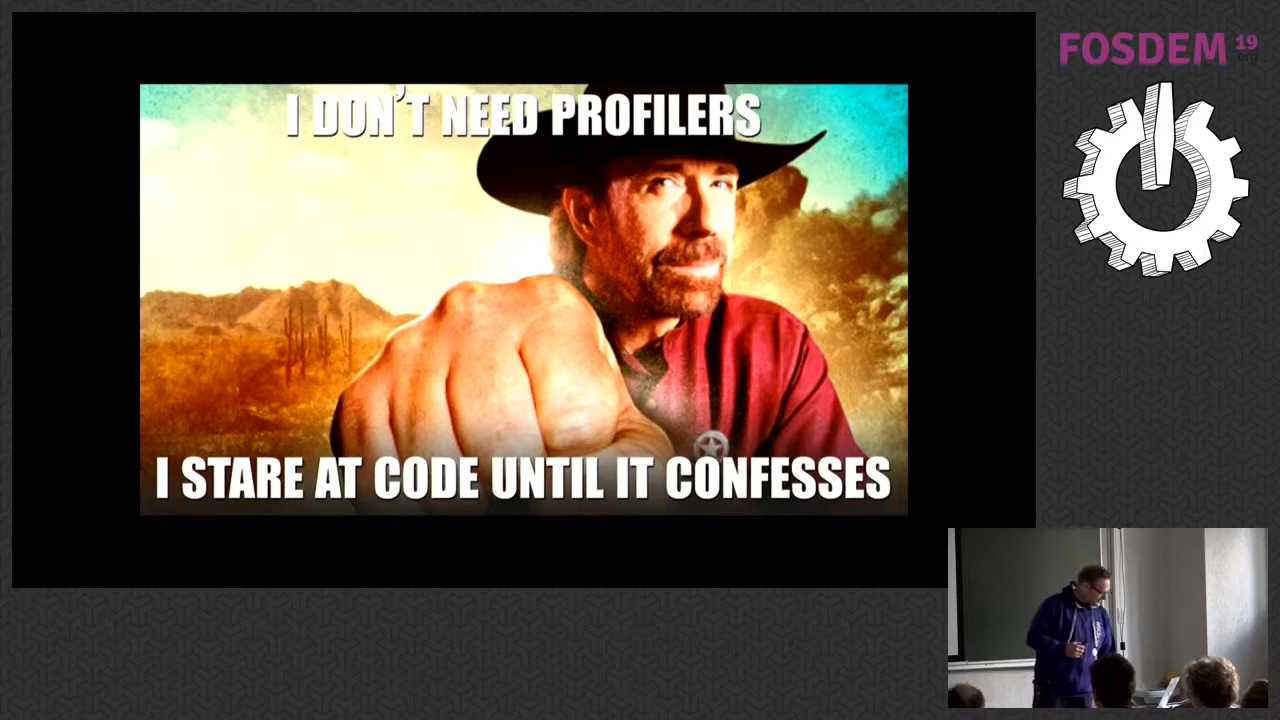 I DON'T NEED PROFILERS
I STARE AT CODE UNTIL IT CONFESSES
FOSDEM 19
.org